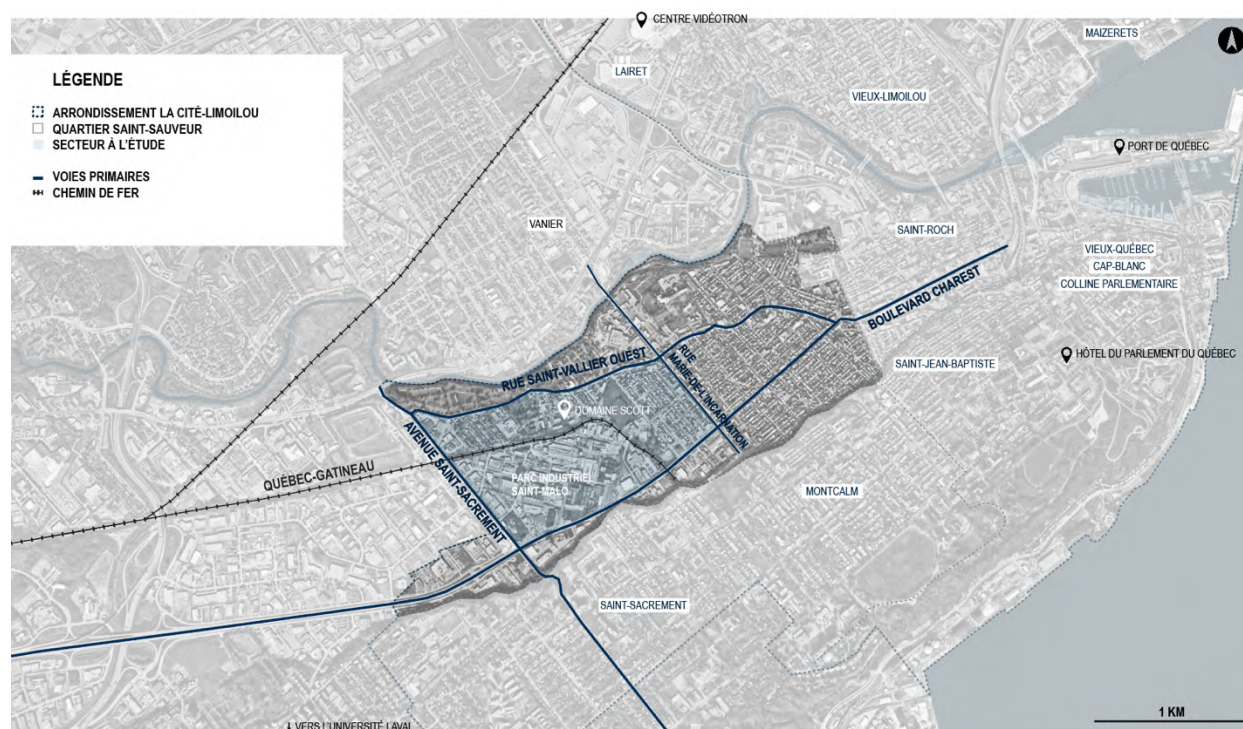 CENTRE VIDÉOTRON
MAIZERETS
LAIRET
LÉGENDE
ARRONDISSEMENT LA CITÉ-LIMOILOU
QUARTIER SAINT-SAUVEUR
SECTEUR À L'ÉTUDE
VOIES PRIMAIRES
CHEMIN DE FER
VIEUX-LIMOILOU
PORT DE QUÉBEC
VANIER
SAINT-ROCH
VIEUX-QUÉBEC
CAP-BLANC
COLLINE PARLEMENTAIRE
BOULEVARD CHAREST
RUE SAINT-VALLIER OUEST
RUE
MARIE-DE-L'INCARNATION
HÔTEL DU PARLEMENT DU QUÉBEC
SAINT-JEAN-BAPTISTE
DOMAINE SCOTT
AVENUE SAINT-SACREMENT
QUÉBEC-GATINEAU
PARC INDUSTRIEL
SAINT-MALO
MONTCALM
SAINT-SACREMENT
1 KM
VERS L'UNIVERSITÉ LAVAL